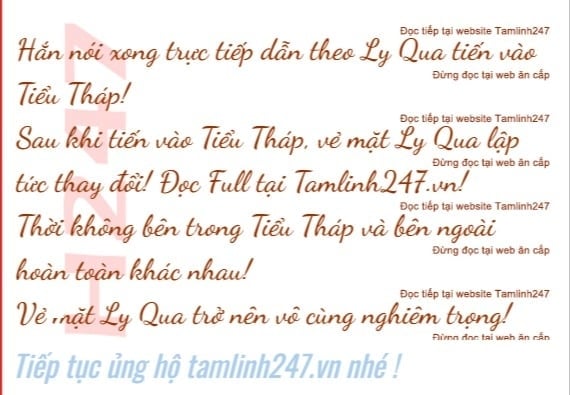 Đọc tiếp tại website Tamlinh247
Hắn nói xong trực tiếp dẫn theo Ly Qua tiến vào
Đừng đọc tại web ăn cắp
Tiểu Tháp!
Đọc tiếp tại website Tamlinh247
Sau khi tiến vào Tiểu Tháp, vẻ mặt Ly Qua lập
Đừng đọc tại web ăn cắp
tức thay đổi! Đọc Full tại Tamlinh247.vn!
Đọc tiếp tại website Tamlinh247
Thời không bên trong Tiểu Tháp và bên ngoài
Đừng đọc tại web ăn cắp
hoàn toàn khác nhau!
Đọc tiếp tại website Tamlinh247
Vẻ mặt Ly Qua trở nên vô cùng nghiêm trọng!
Đừng đọc tại web ăn cắp
Tiếp tục ủng hộ tamlinh247.vn nhé !
H247